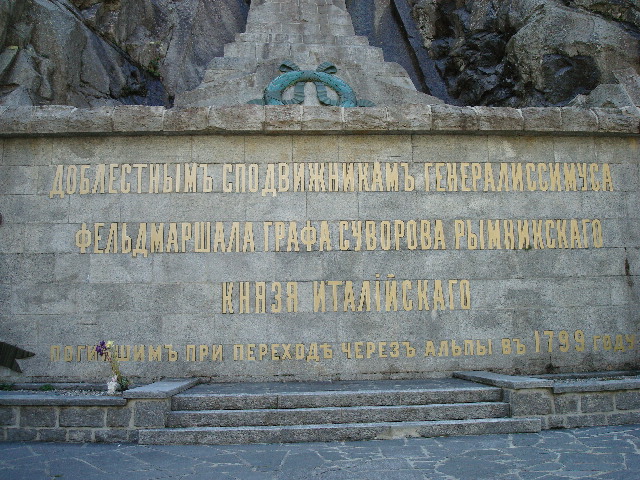 ДОБЛЕСТНЫМЪ СПОДВИЖНИКАМЪ ГЕНЕРАЛИССИМУСА
ФЕЛЬДМАРШАЛА ГРАФА СУВОРОВА РЫМНИКСКАГО
КНЯЗЯ ИТАЛІЙСКАГО
ПОГИБШИМЪ ПРИ ПЕРЕХОДѢ ЧЕРЕЗЪ АЛЬПЫ ВЪ 1799 ГОДУ